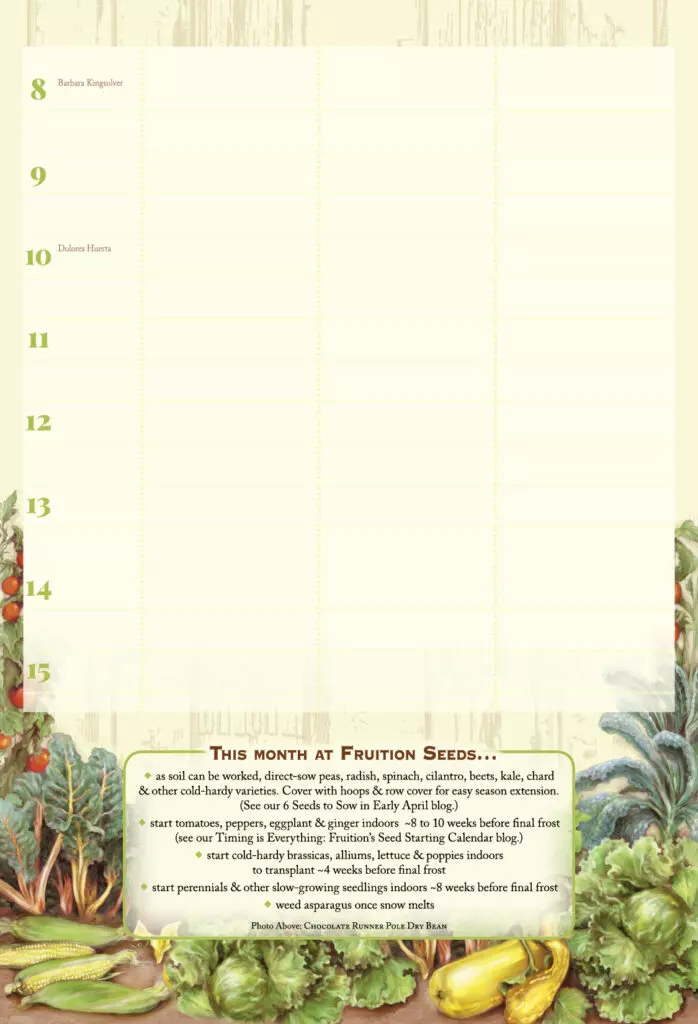 8 Barbara Kingsolver
9
10 Dolores Huerta
11
12
13
14
15
This month at Fruition Seeds...
◆ as soil can be worked, direct-sow peas, radish, spinach, cilantro, beets, kale, chard
& other cold-hardy varieties. Cover with hoops & row cover for easy season extension.
(See our 6 Seeds to Sow in Early April blog.)
◆ start tomatoes, peppers, eggplant & ginger indoors ~8 to 10 weeks before final frost
(see our Timing is Everything: Fruition’s Seed Starting Calendar blog.)
◆ start cold-hardy brassicas, alliums, lettuce & poppies indoors
to transplant ~4 weeks before final frost
◆ start perennials & other slow-growing seedlings indoors ~8 weeks before final frost
◆ weed asparagus once snow melts
Photo Above: Chocolate Runner Pole Dry Bean